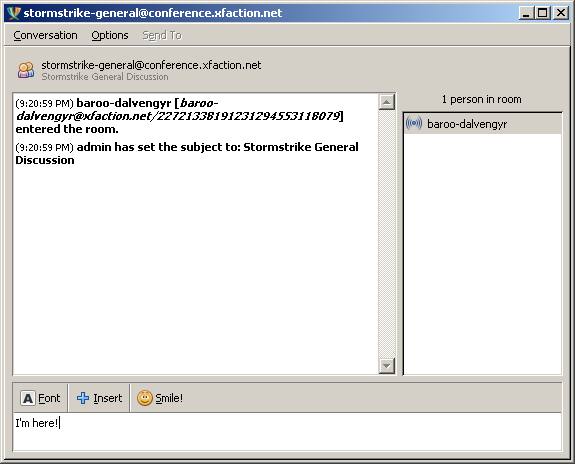 stormstrike-general@conference.xfaction.net
Conversation Options Send To
stormstrike-general@conference.xfaction.net
Stormstrike General Discussion
(9:20:59 PM) baroo-dalvengyr [baroo-
dalvengyr@xfaction.net/22721338191231294553118079]
entered the room.
(9:20:59 PM) admin has set the subject to: Stormstrike General
Discussion
1 person in room
baroo-dalvengyr
A Font Insert Smile!
I'm here!